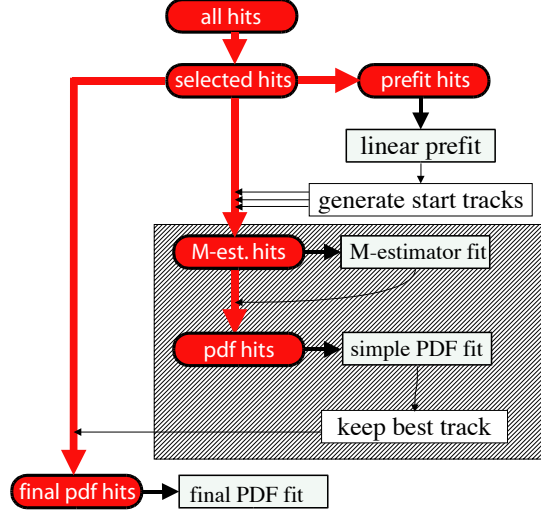 all hits
selected hits
prefit hits
linear prefit
generate start tracks
M-est. hits
M-estimator fit
pdf hits
simple PDF fit
keep best track
final pdf hits
final PDF fit